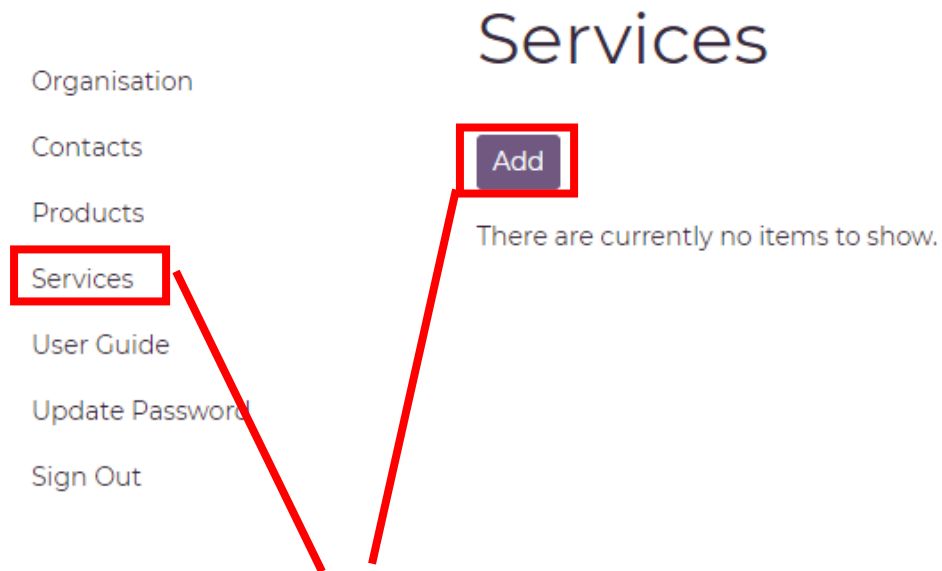 Services
Organisation
Contacts
Products
Services
User Guide
Update Password
Sign Out
Add
There are currently no items to show.